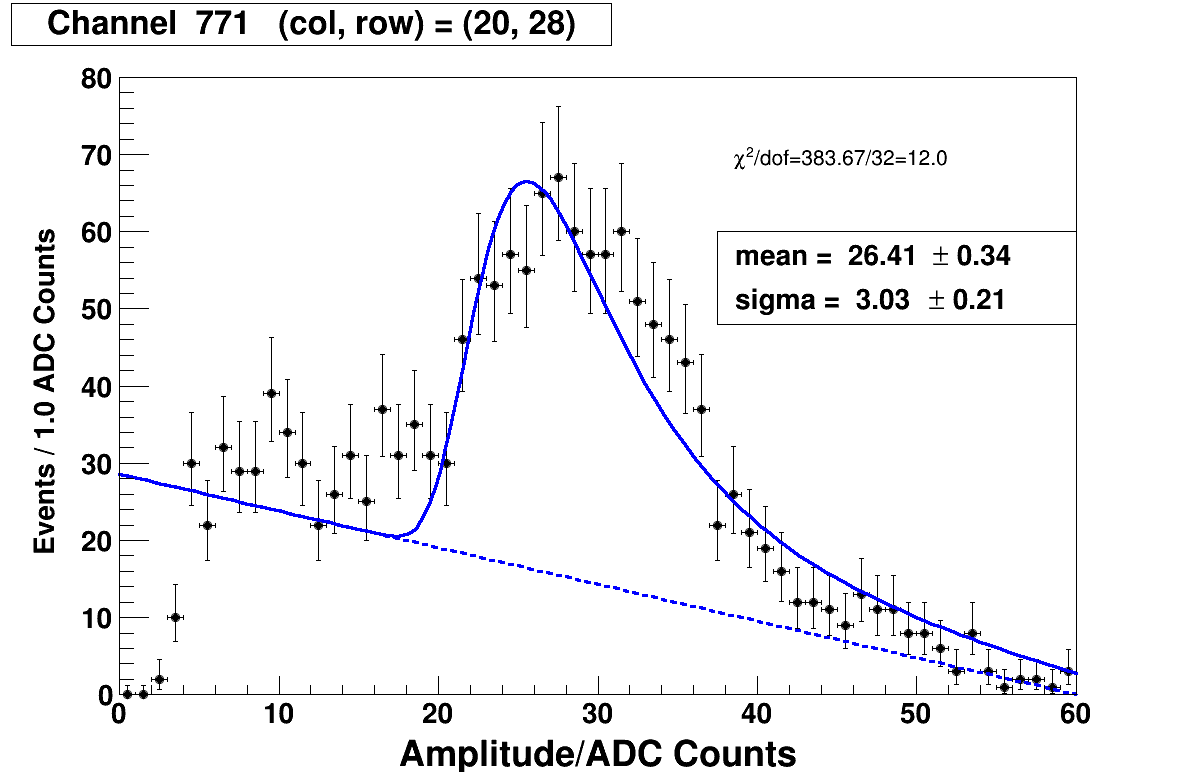 Channel 771 (col, row) = (20, 28)
80
70
60
50
40
30
20
10
0
Events / 1.0 ADC Counts
χ²/dof=383.67/32=12.0
mean = 26.41 ± 0.34
sigma = 3.03 ± 0.21
0 10 20 30 40 50 60
Amplitude/ADC Counts